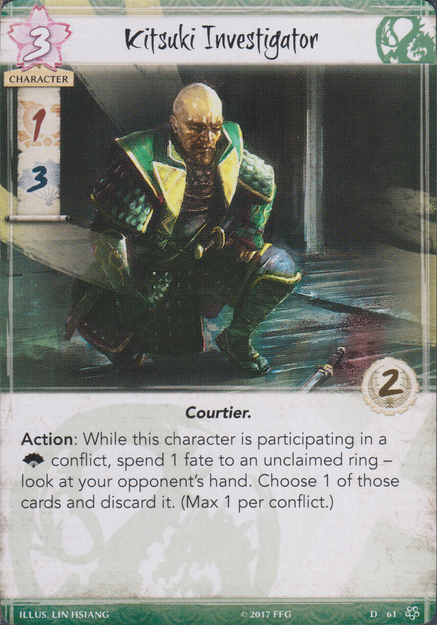 3
Kitsuki Investigator
CHARACTER
1
3
2
Courtier.
Action: While this character is participating in a
conflict, spend 1 fate to an unclaimed ring –
look at your opponent's hand. Choose 1 of those
cards and discard it. (Max 1 per conflict.)
ILLUS. LIN HSIANG © 2017 FFG D 61